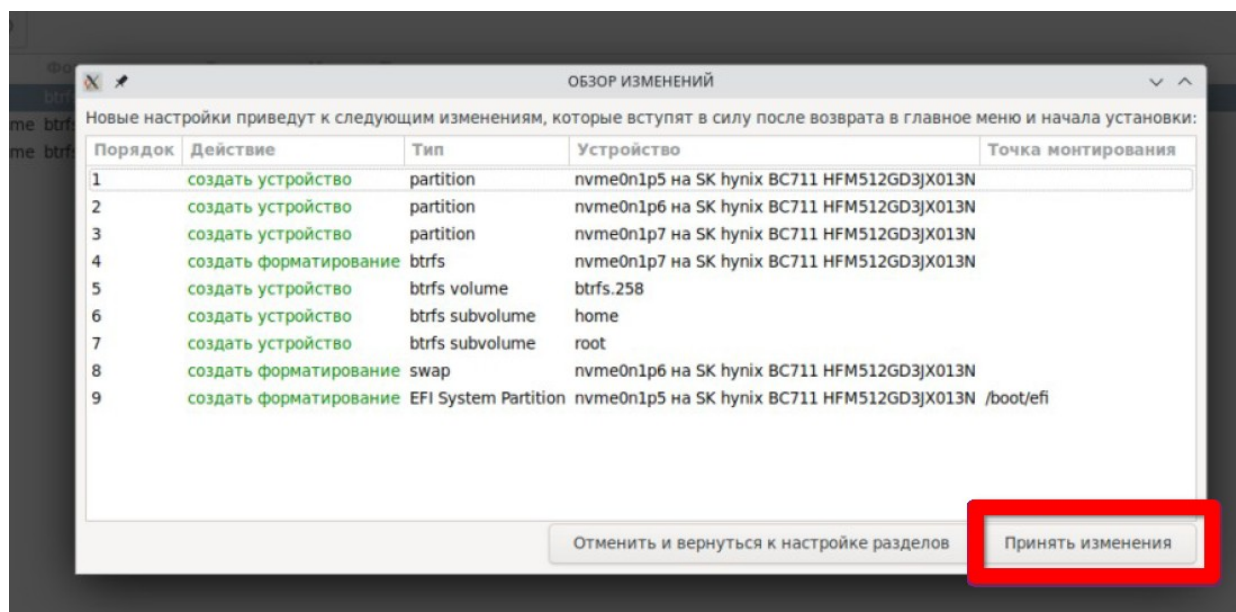 ОБЗОР ИЗМЕНЕНИЙ
Новые настройки приведут к следующим изменениям, которые вступят в силу после возврата в главное меню и начала установки:
Порядок Действие Тип Устройство Точка монтирования
1 создать устройство partition nvme0n1p5 на SK hynix BC711 HFM512GD3JX013N
2 создать устройство partition nvme0n1p6 на SK hynix BC711 HFM512GD3JX013N
3 создать устройство partition nvme0n1p7 на SK hynix BC711 HFM512GD3JX013N
4 создать форматирование btrfs nvme0n1p7 на SK hynix BC711 HFM512GD3JX013N
5 создать устройство btrfs volume btrfs.258
6 создать устройство btrfs subvolume home
7 создать устройство btrfs subvolume root
8 создать форматирование swap nvme0n1p6 на SK hynix BC711 HFM512GD3JX013N
9 создать форматирование EFI System Partition nvme0n1p5 на SK hynix BC711 HFM512GD3JX013N /boot/efi
Отменить и вернуться к настройке разделов Принять изменения